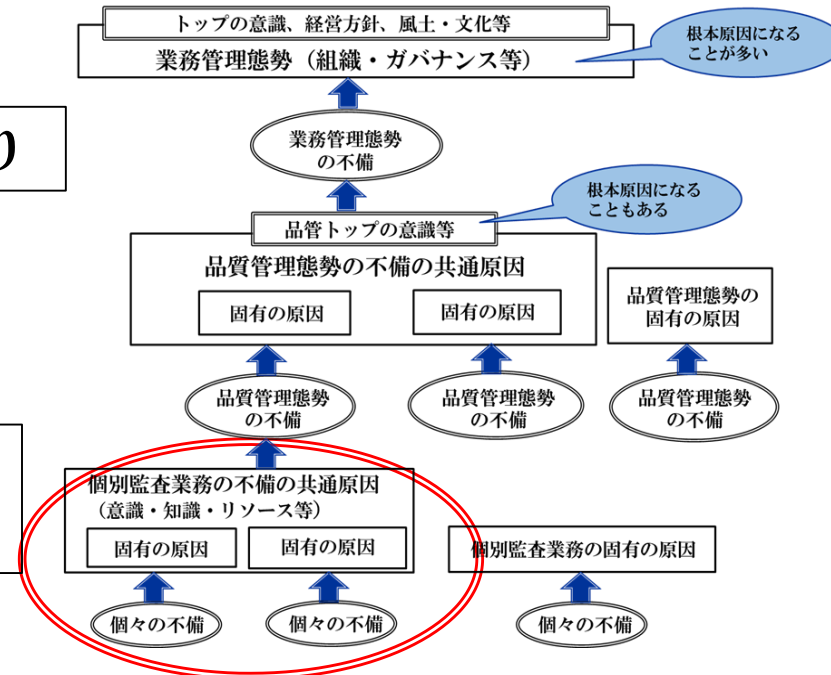 トップの意識、経営方針、風土・文化等
業務管理態勢（組織・ガバナンス等）
根本原因になる
ことが多い
業務管理態勢
の不備
根本原因になる
こともある
品管トップの意識等
品質管理態勢の不備の共通原因
固有の原因
固有の原因
品質管理態勢の
固有の原因
品質管理態勢
の不備
品質管理態勢
の不備
品質管理態勢
の不備
個別監査業務の不備の共通原因
（意識・知識・リソース等）
固有の原因
固有の原因
個別監査業務の固有の原因
個々の不備
個々の不備
個々の不備